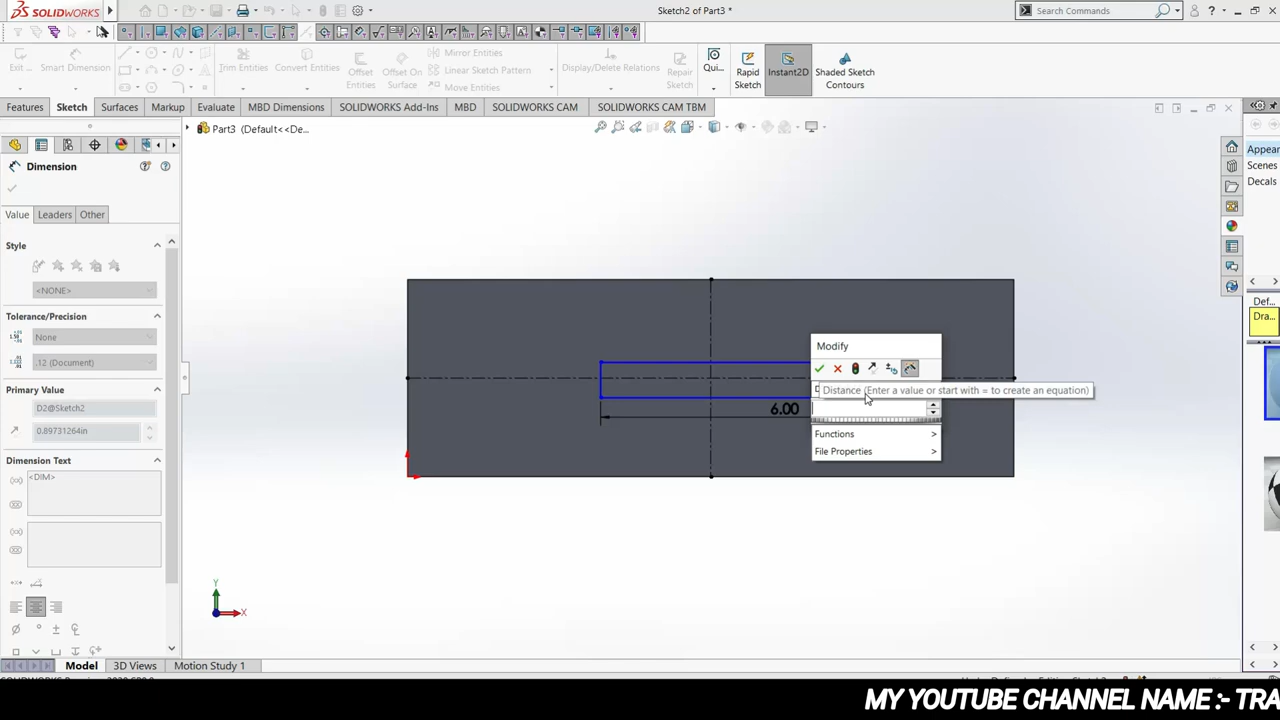 SOLIDWORKS
Sketch2 of Part3 *
Search Commands
Exit ...
Smart Dimension
Trim Entities
Convert Entities
Offset Entities
Offset On Surface
Mirror Entities
Linear Sketch Pattern
Move Entities
Display/Delete Relations
Repair Sketch
Qui...
Rapid Sketch
Instant2D
Shaded Sketch Contours
Features
Sketch
Surfaces
Markup
Evaluate
MBD Dimensions
SOLIDWORKS Add-Ins
MBD
SOLIDWORKS CAM
SOLIDWORKS CAM TBM
Part3 (Default<<De...
Dimension
Value
Leaders
Other
Style
<NONE>
Tolerance/Precision
None
.12 (Document)
Primary Value
D2@Sketch2
0.89731264in
Dimension Text
<DIM>
Modify
Distance (Enter a value or start with = to create an equation)
6.00
Functions
File Properties
Appear
Scenes
Decals
Def...
Dra...
Y
X
Model
3D Views
Motion Study 1
MY YOUTUBE CHANNEL NAME :- TRA